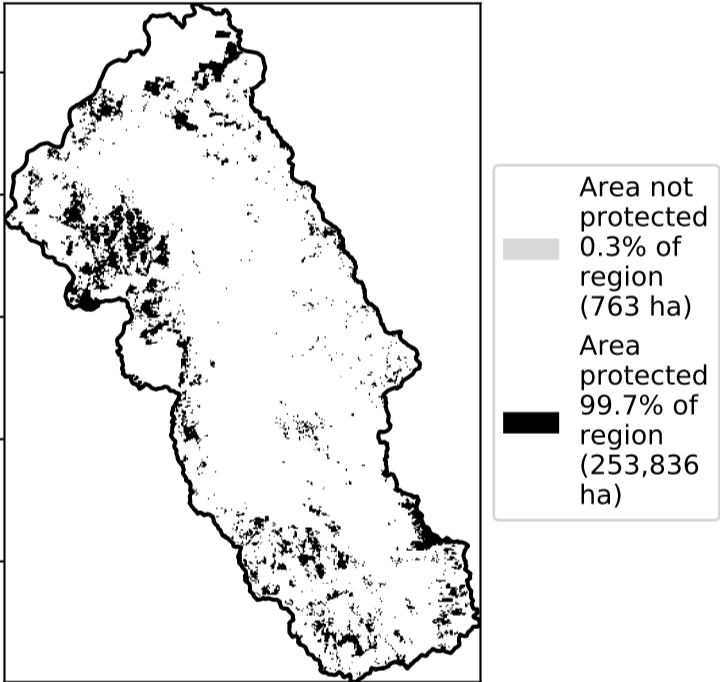 Area not
protected
0.3% of
region
(763 ha)
Area
protected
99.7% of
region
(253,836
ha)